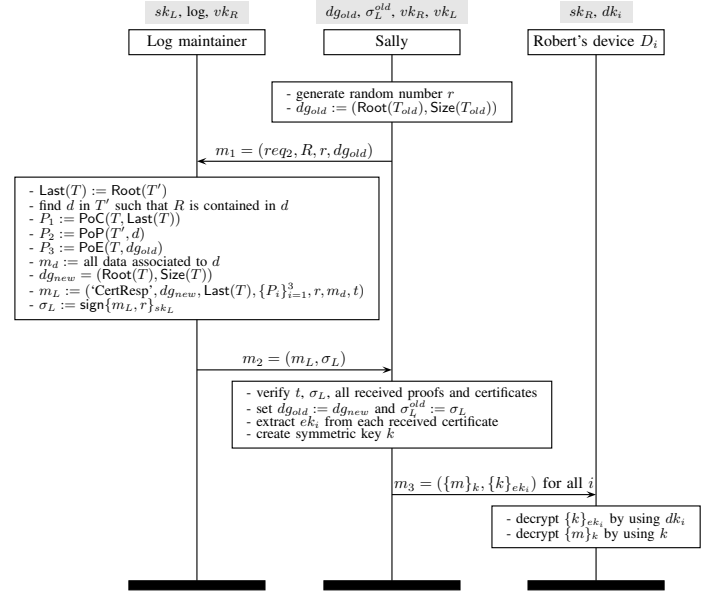 sk_L, log, vk_R
dg_old, σ_L^old, vk_R, vk_L
sk_R, dk_i
Log maintainer
Sally
Robert's device D_i
- generate random number r
- dg_old := (Root(T_old), Size(T_old))
m_1 = (req_2, R, r, dg_old)
- Last(T) := Root(T′)
- find d in T′ such that R is contained in d
- P_1 := PoC(T, Last(T))
- P_2 := PoP(T′, d)
- P_3 := PoE(T, dg_old)
- m_d := all data associated to d
- dg_new = (Root(T), Size(T))
- m_L := (‘CertResp’, dg_new, Last(T), {P_i}_{i=1}^3, r, m_d, t)
- σ_L := sign{m_L, r}_{sk_L}
m_2 = (m_L, σ_L)
- verify t, σ_L, all received proofs and certificates
- set dg_old := dg_new and σ_L^old := σ_L
- extract ek_i from each received certificate
- create symmetric key k
m_3 = ({m}_k, {k}_{ek_i}) for all i
- decrypt {k}_{ek_i} by using dk_i
- decrypt {m}_k by using k